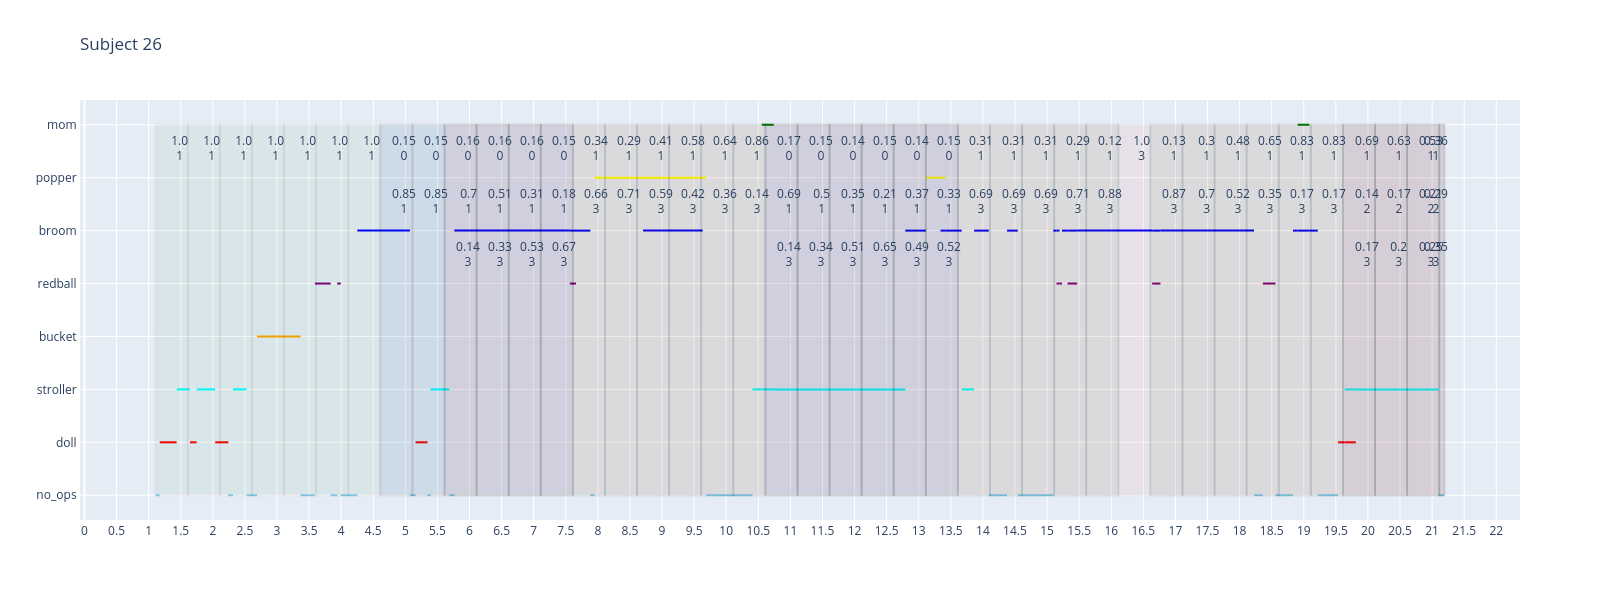 Subject 26
mom
1.0 1.0 1.0 1.0 1.0 1.0 1.0 0.15 0.15 0.16 0.16 0.16 0.15 0.34 0.29 0.41 0.58 0.64 0.86 0.17 0.15 0.14 0.15 0.14 0.15 0.31 0.31 0.31 0.29 0.12 1.0 0.13 0.3 0.48 0.65 0.83 0.83 0.69 0.63
1 1 1 1 1 1 1 0 0 0 0 0 0 1 1 1 1 1 1 0 0 0 0 0 0 1 1 1 1 1 3 1 1 1 1 1 1 1 1 1 1
popper
0.85 0.85 0.7 0.51 0.31 0.18 0.66 0.71 0.59 0.42 0.36 0.14 0.69 0.5 0.35 0.21 0.37 0.33 0.69 0.69 0.69 0.71 0.88 0.87 0.7 0.52 0.35 0.17 0.17 0.14 0.17
1 1 1 1 1 1 3 3 3 3 3 3 1 1 1 1 1 1 3 3 3 3 3 3 3 3 3 3 3 2 2 2 2
broom
0.14 0.33 0.53 0.67 0.14 0.34 0.51 0.65 0.49 0.52 0.17 0.2
3 3 3 3 3 3 3 3 3 3 3 3 3 3
redball
bucket
stroller
doll
no_ops
0 0.5 1 1.5 2 2.5 3 3.5 4 4.5 5 5.5 6 6.5 7 7.5 8 8.5 9 9.5 10 10.5 11 11.5 12 12.5 13 13.5 14 14.5 15 15.5 16 16.5 17 17.5 18 18.5 19 19.5 20 20.5 21 21.5 22